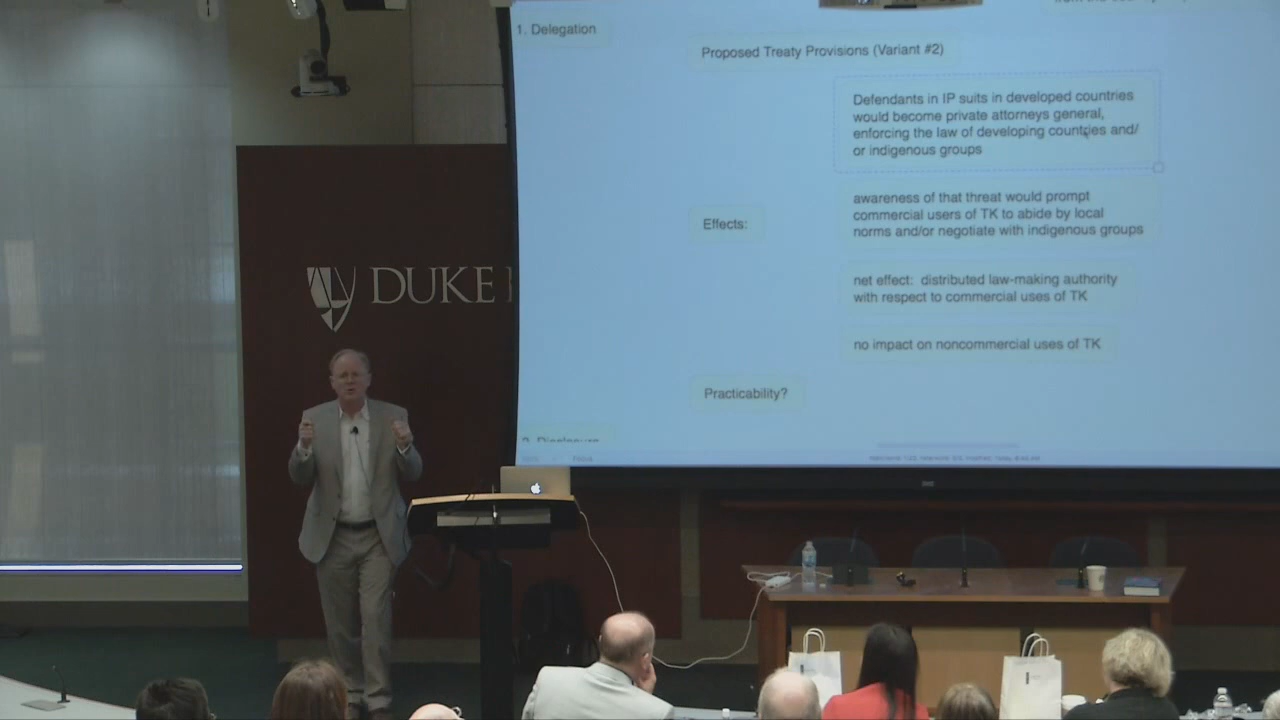 1. Delegation
Proposed Treaty Provisions (Variant #2)
Defendants in IP suits in developed countries
would become private attorneys general,
enforcing the law of developing countries and/
or indigenous groups
Effects:
awareness of that threat would prompt
commercial users of TK to abide by local
norms and/or negotiate with indigenous groups
net effect: distributed law-making authority
with respect to commercial uses of TK
no impact on noncommercial uses of TK
Practicability?
2. Disclosure
DUKE